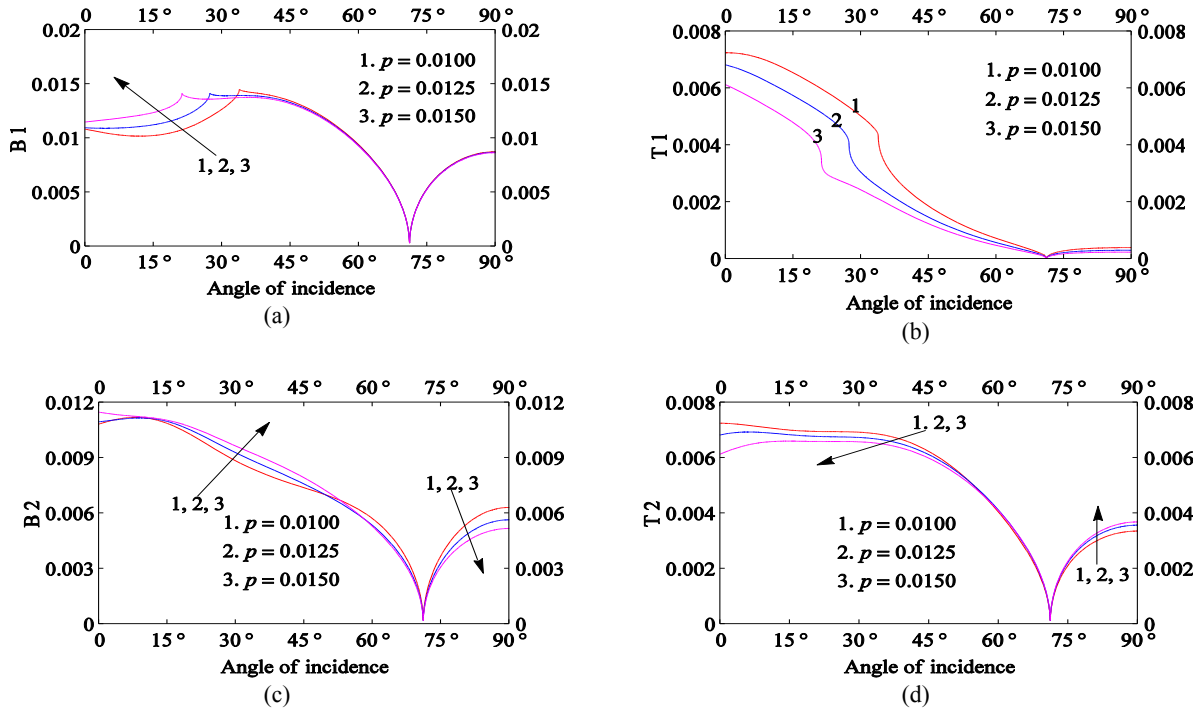 0 15° 30° 45° 60° 75° 90°
0.02 0.02
0.015 0.015
0.01 0.01
0.005 0.005
0 0
B 1
1. p = 0.0100
2. p = 0.0125
3. p = 0.0150
1, 2, 3
0 15° 30° 45° 60° 75° 90°
Angle of incidence
(a)
0 15° 30° 45° 60° 75° 90°
0.008 0.008
0.006 0.006
0.004 0.004
0.002 0.002
0 0
T 1
1. p = 0.0100
2. p = 0.0125
3. p = 0.0150
1
2
3
0 15° 30° 45° 60° 75° 90°
Angle of incidence
(b)
0 15° 30° 45° 60° 75° 90°
0.012 0.012
0.009 0.009
0.006 0.006
0.003 0.003
0 0
B 2
1, 2, 3
1, 2, 3
1. p = 0.0100
2. p = 0.0125
3. p = 0.0150
0 15° 30° 45° 60° 75° 90°
Angle of incidence
(c)
0 15° 30° 45° 60° 75° 90°
0.008 0.008
0.006 0.006
0.004 0.004
0.002 0.002
0 0
T 2
1. 2, 3
1. p = 0.0100
2. p = 0.0125
3. p = 0.0150
1, 2, 3
0 15° 30° 45° 60° 75° 90°
Angle of incidence
(d)